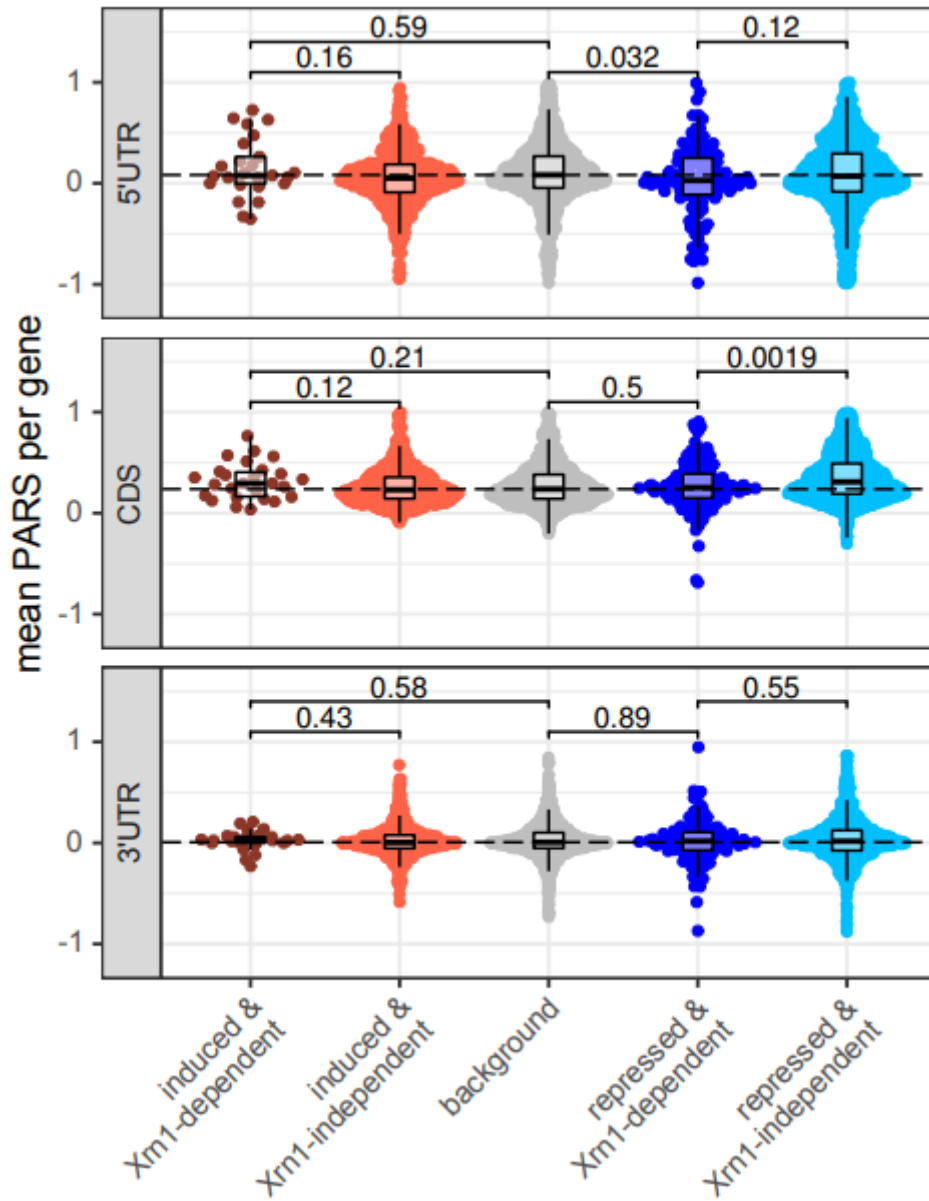 mean PARS per gene
5'UTR
0.59
0.16
0.032
0.12
1
0
-1
CDS
0.21
0.12
0.5
0.0019
1
0
-1
3'UTR
0.58
0.43
0.89
0.55
1
0
-1
induced &
Xrn1-dependent
induced &
Xrn1-independent
background
repressed &
Xrn1-dependent
repressed &
Xrn1-independent